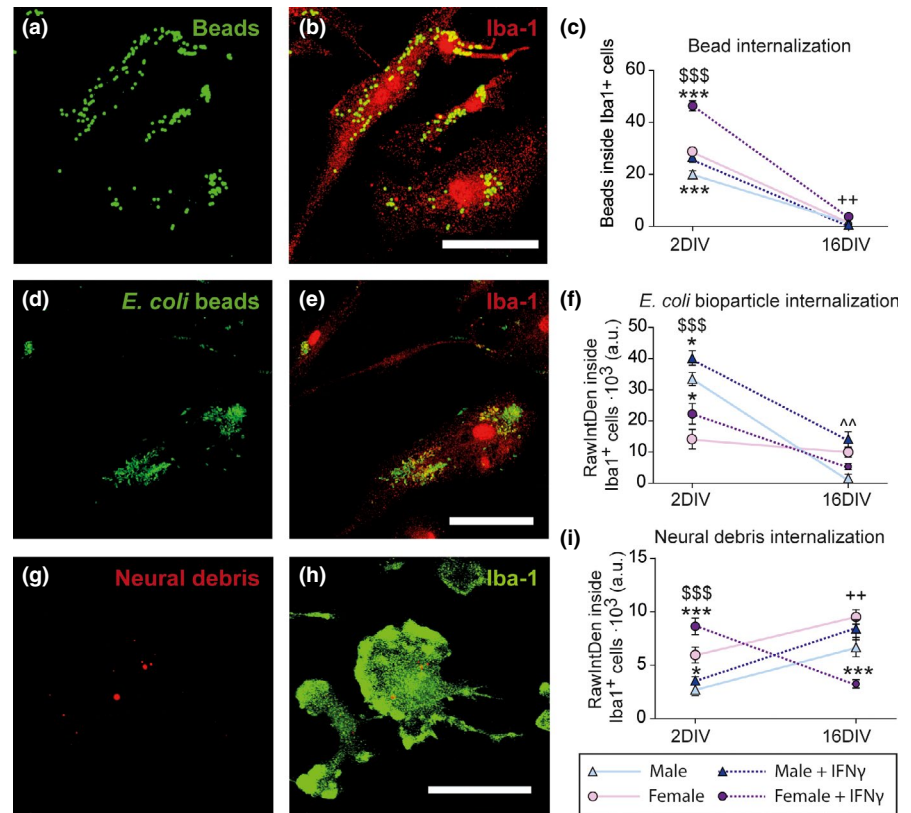 (a)
Beads
(b)
Iba-1
(c)
Bead internalization
Beads inside Iba1+ cells
60
40
20
0
$$$
***
***
++
2DIV
16DIV
(d)
E. coli beads
(e)
Iba-1
(f)
E. coli bioparticle internalization
RawIntDen inside
Iba1⁺ cells ·10³ (a.u.)
50
40
30
20
10
0
$$$
*
*
^^
2DIV
16DIV
(g)
Neural debris
(h)
Iba-1
(i)
Neural debris internalization
RawIntDen inside
Iba1⁺ cells ·10³ (a.u.)
15
10
5
0
$$$
***
*
++
***
2DIV
16DIV
Male
Male + IFNγ
Female
Female + IFNγ